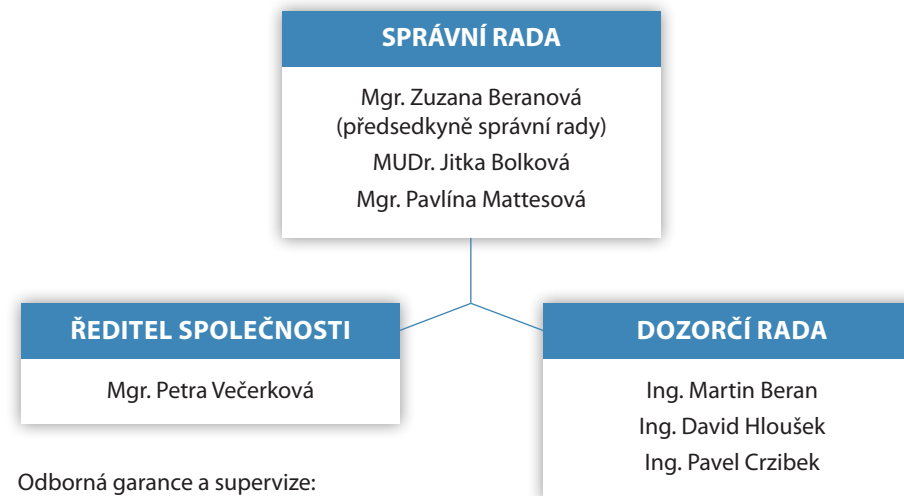 SPRÁVNÍ RADA
Mgr. Zuzana Beranová
(předsedkyně správní rady)
MUDr. Jitka Bolková
Mgr. Pavlína Mattesová
ŘEDITEL SPOLEČNOSTI
Mgr. Petra Večerková
DOZORČÍ RADA
Ing. Martin Beran
Ing. David Hloušek
Ing. Pavel Crzibek
Odborná garance a supervize: